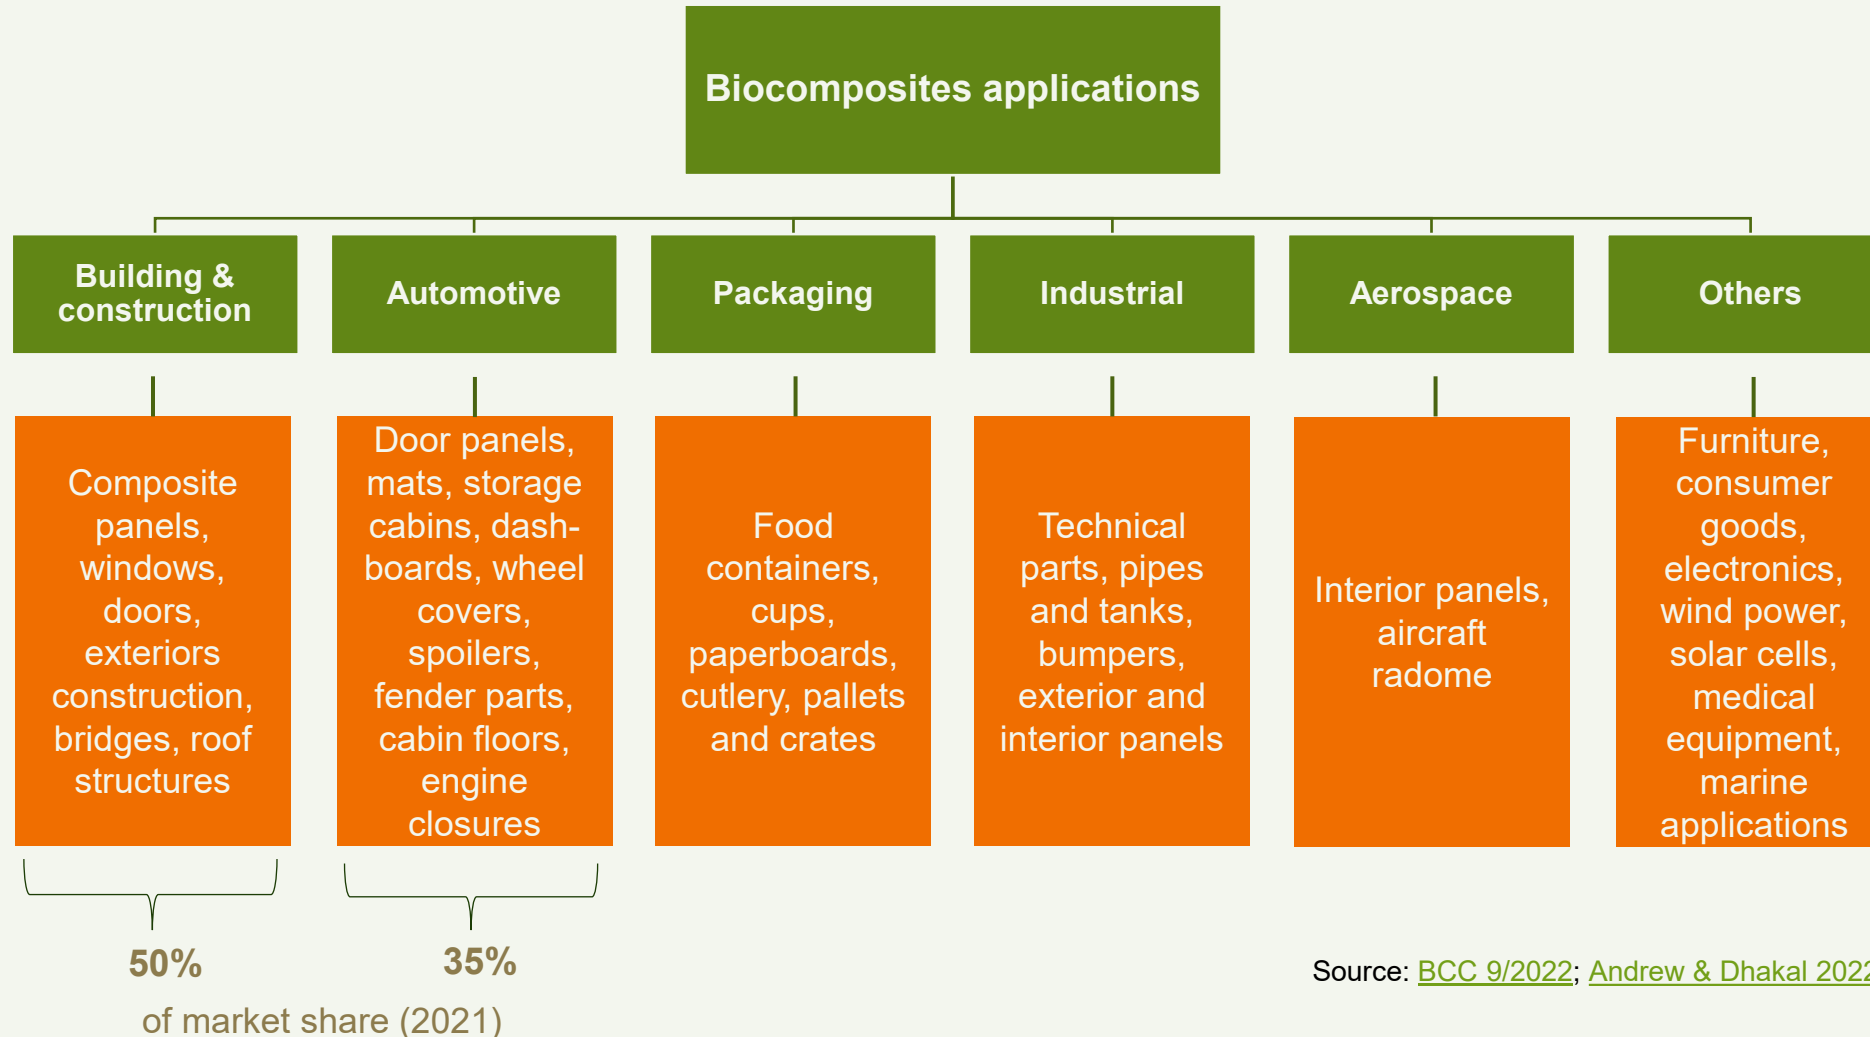 Biocomposites applications
Building &
construction
Automotive
Packaging
Industrial
Aerospace
Others
Composite
panels,
windows,
doors,
exteriors
construction,
bridges, roof
structures
Door panels,
mats, storage
cabins, dash-
boards, wheel
covers,
spoilers,
fender parts,
cabin floors,
engine
closures
Food
containers,
cups,
paperboards,
cutlery, pallets
and crates
Technical
parts, pipes
and tanks,
bumpers,
exterior and
interior panels
Interior panels,
aircraft
radome
Furniture,
consumer
goods,
electronics,
wind power,
solar cells,
medical
equipment,
marine
applications
50%
35%
of market share (2021)
Source: BCC 9/2022; Andrew & Dhakal 2022